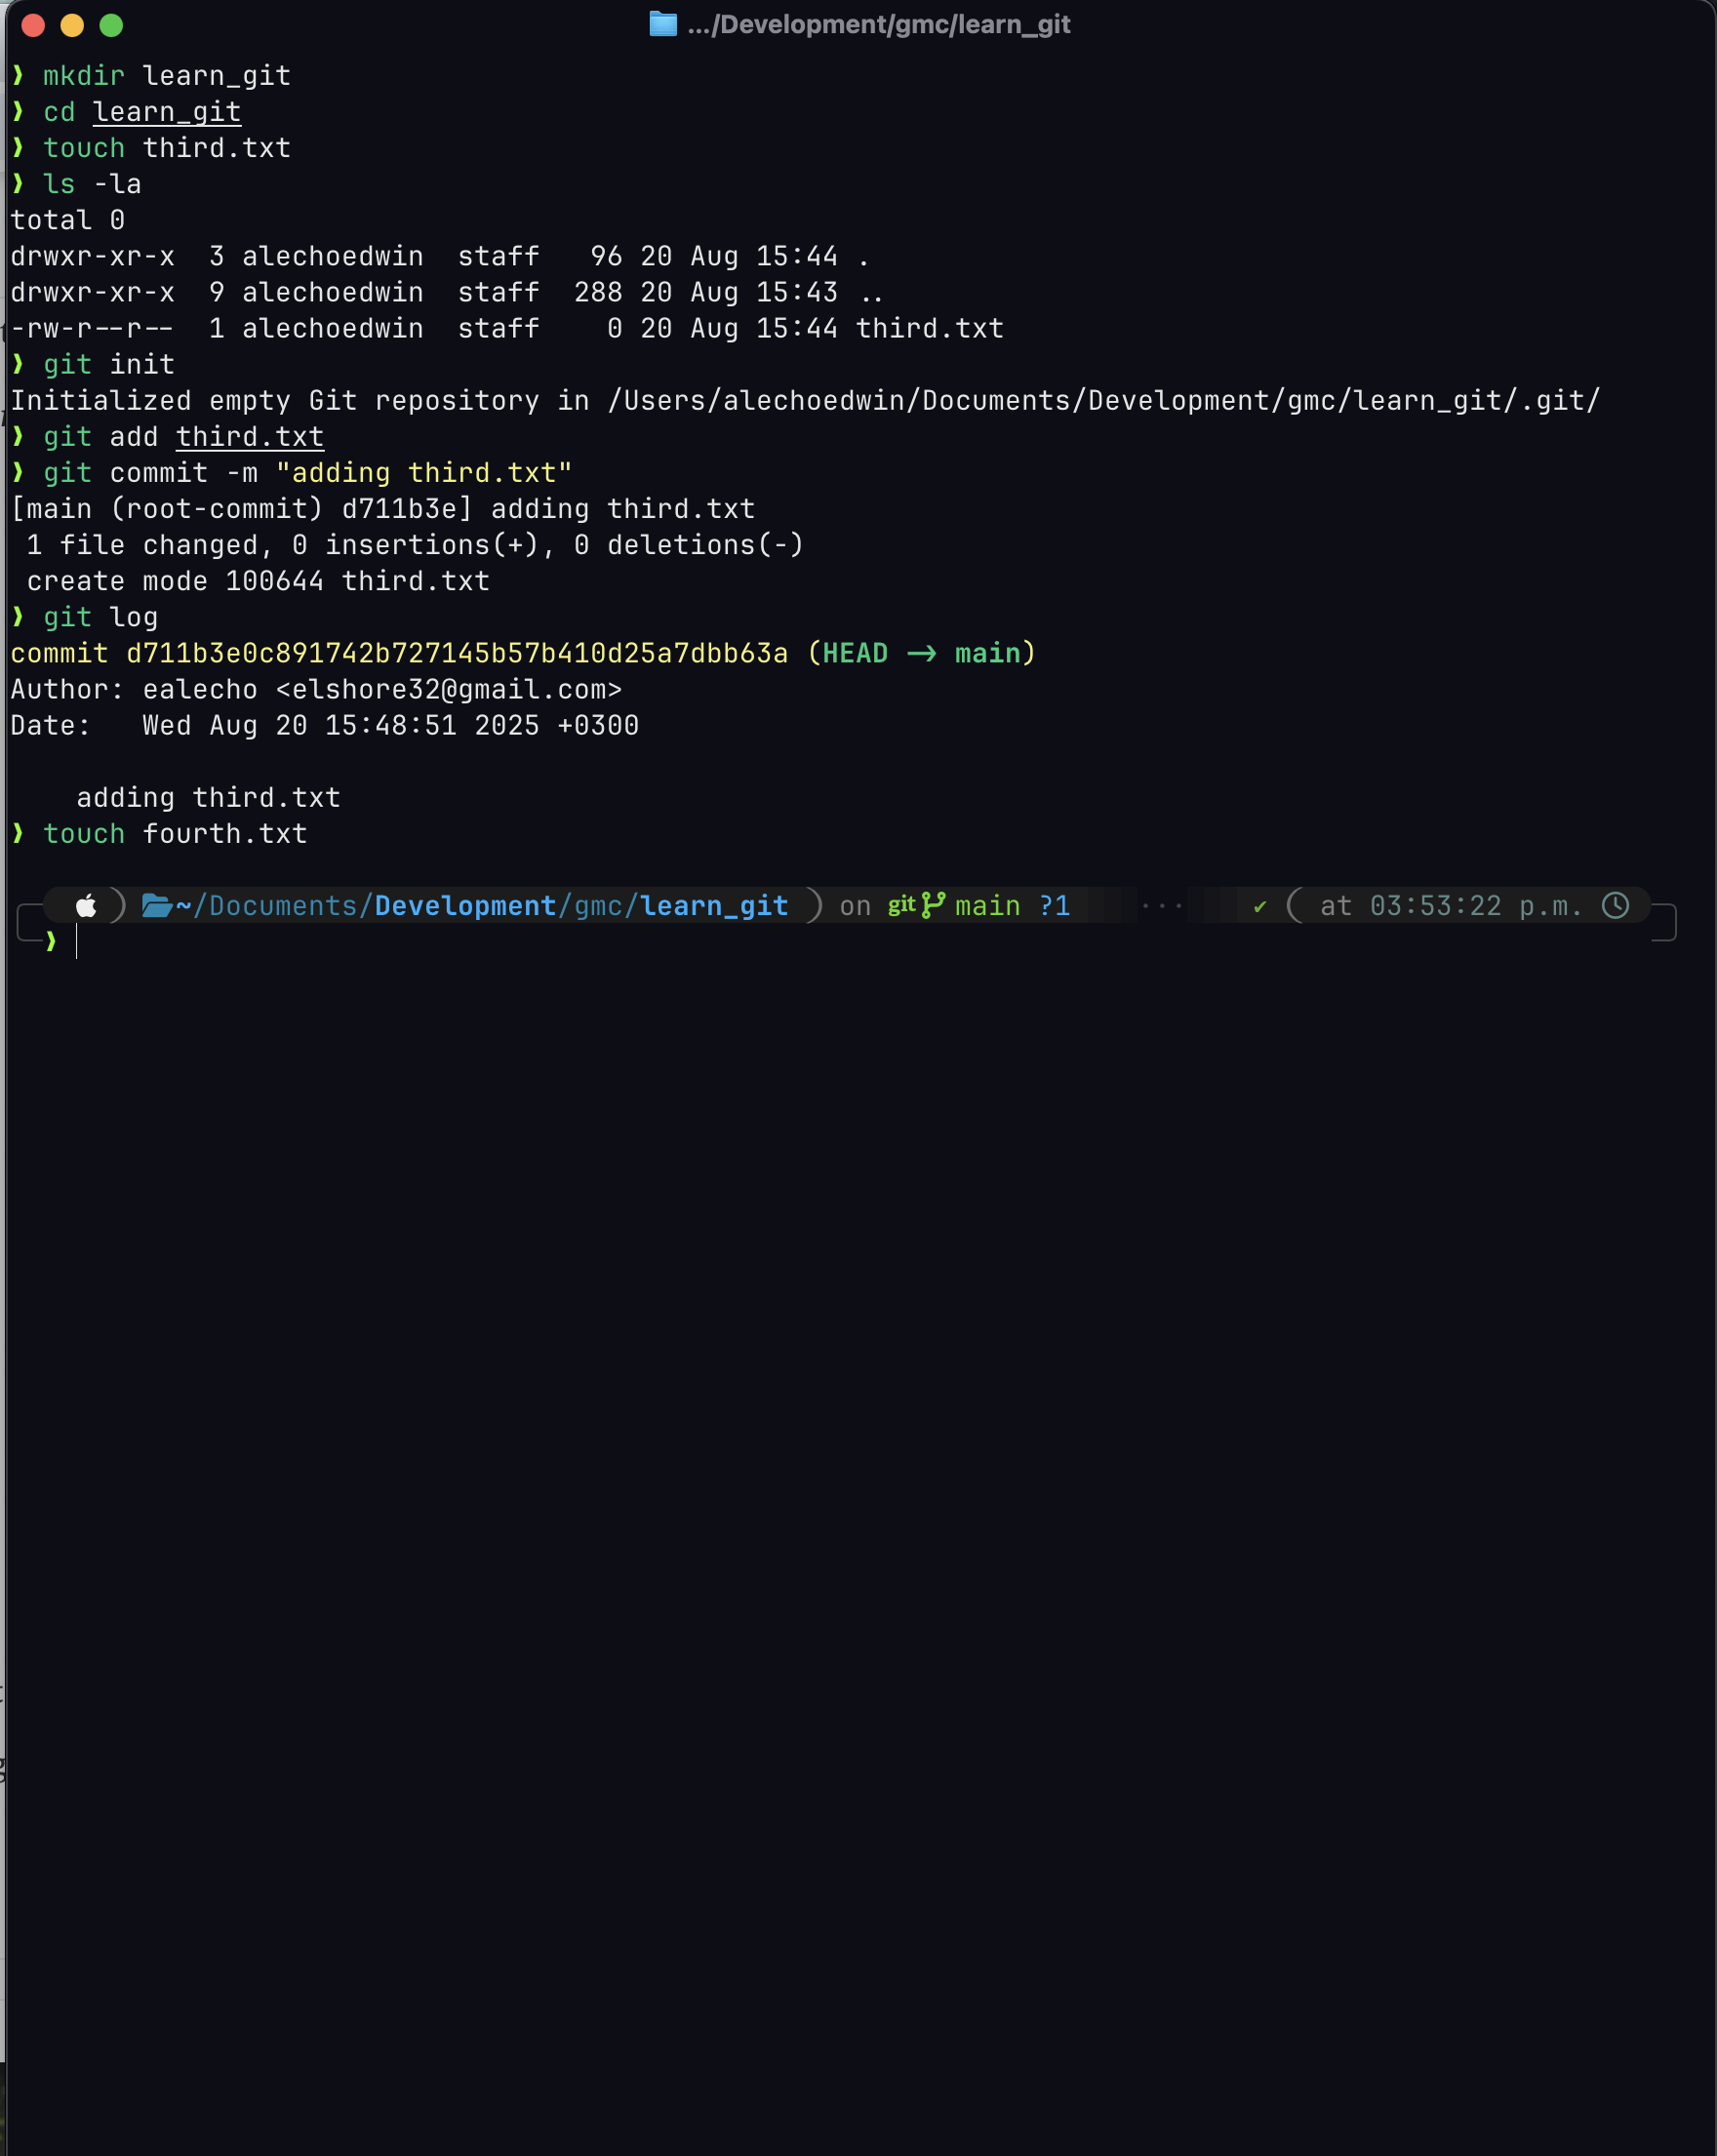 .../Development/gmc/learn_git
❯ mkdir learn_git
❯ cd learn_git
❯ touch third.txt
❯ ls -la
total 0
drwxr-xr-x  3 alechoedwin  staff   96 20 Aug 15:44 .
drwxr-xr-x  9 alechoedwin  staff  288 20 Aug 15:43 ..
-rw-r--r--  1 alechoedwin  staff    0 20 Aug 15:44 third.txt
❯ git init
Initialized empty Git repository in /Users/alechoedwin/Documents/Development/gmc/learn_git/.git/
❯ git add third.txt
❯ git commit -m "adding third.txt"
[main (root-commit) d711b3e] adding third.txt
 1 file changed, 0 insertions(+), 0 deletions(-)
 create mode 100644 third.txt
❯ git log
commit d711b3e0c891742b727145b57b410d25a7dbb63a (HEAD -> main)
Author: ealecho <elshore32@gmail.com>
Date:   Wed Aug 20 15:48:51 2025 +0300
    adding third.txt
❯ touch fourth.txt
~/Documents/Development/gmc/learn_git ) on git main ?1 ··· ✔ ( at 03:53:22 p.m.
❯